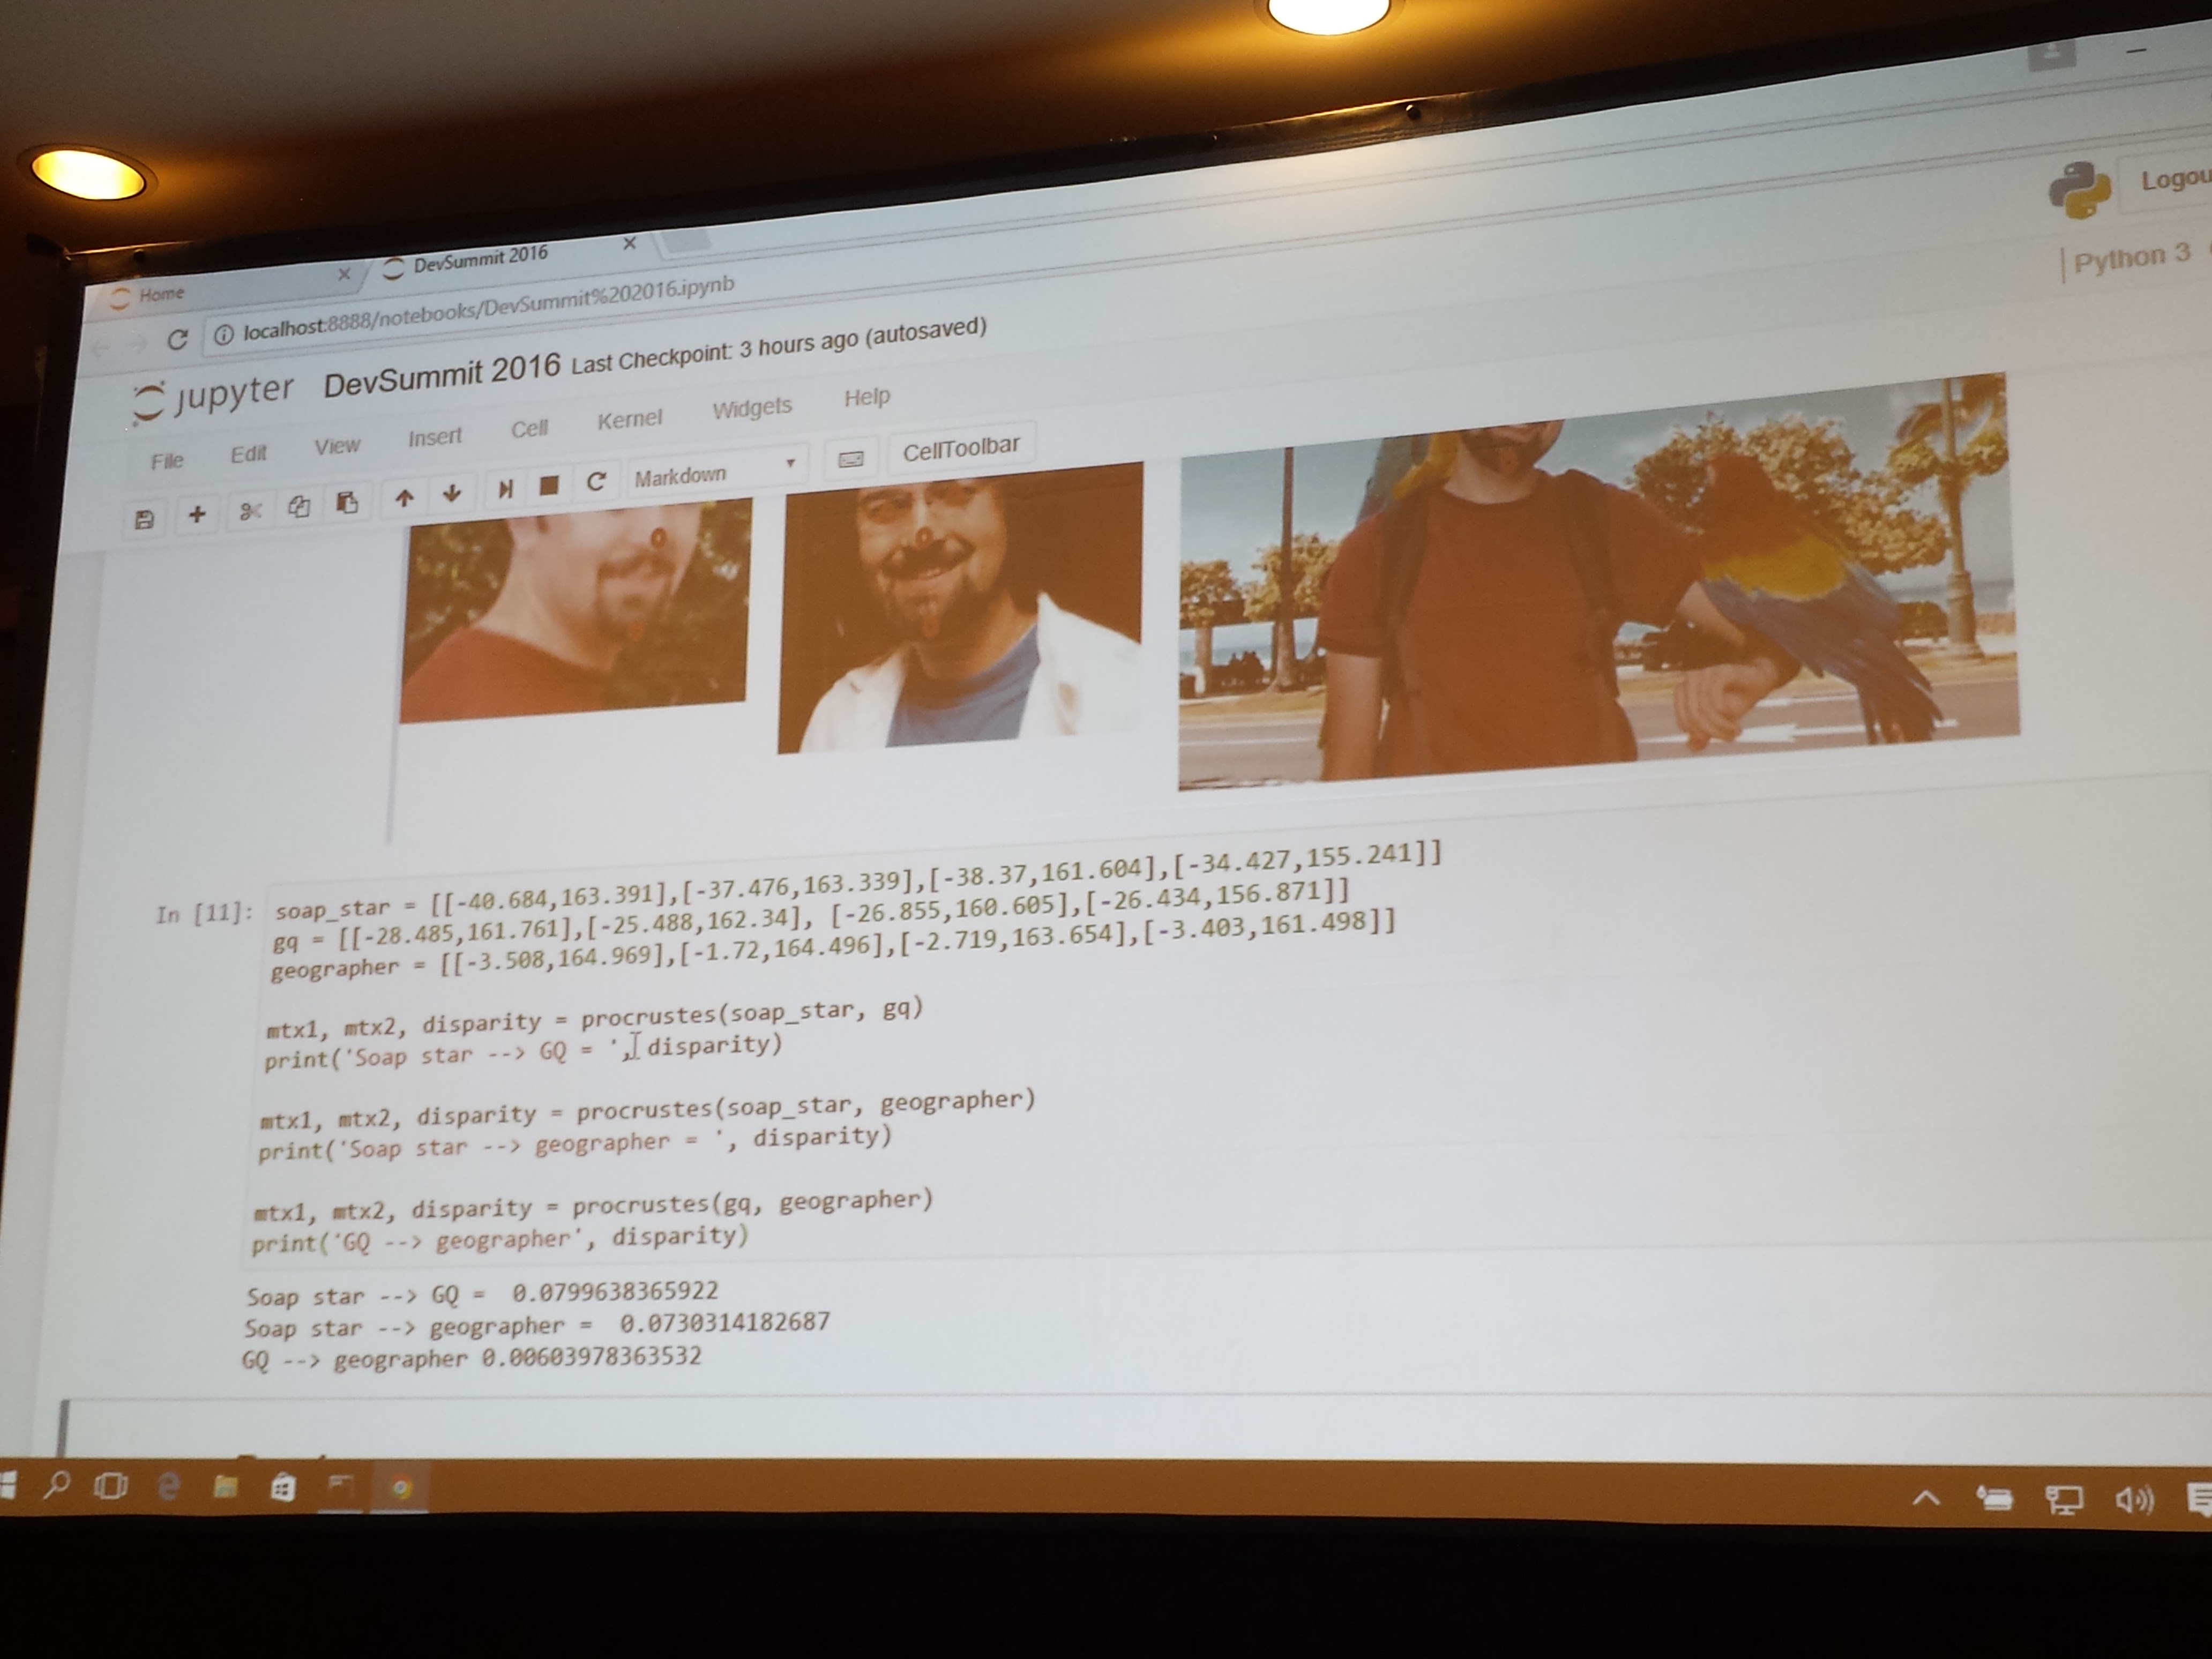 Home
DevSummit 2016
localhost:8888/notebooks/DevSummit%202016.ipynb
jupyter DevSummit 2016 Last Checkpoint: 3 hours ago (autosaved)
Logou
File Edit View Insert Cell Kernel Widgets Help
Python 3
Markdown
CellToolbar
In [11]: soap_star = [[-40.684,163.391],[-37.476,163.339],[-38.37,161.604],[-34.427,155.241]]
gq = [[-28.485,161.761],[-25.488,162.34], [-26.855,160.605],[-26.434,156.871]]
geographer = [[-3.508,164.969],[-1.72,164.496],[-2.719,163.654],[-3.403,161.498]]
mtx1, mtx2, disparity = procrustes(soap_star, gq)
print('Soap star --> GQ = ', disparity)
mtx1, mtx2, disparity = procrustes(soap_star, geographer)
print('Soap star --> geographer = ', disparity)
mtx1, mtx2, disparity = procrustes(gq, geographer)
print('GQ --> geographer', disparity)
Soap star --> GQ =  0.0799638365922
Soap star --> geographer =  0.0730314182687
GQ --> geographer 0.00603978363532